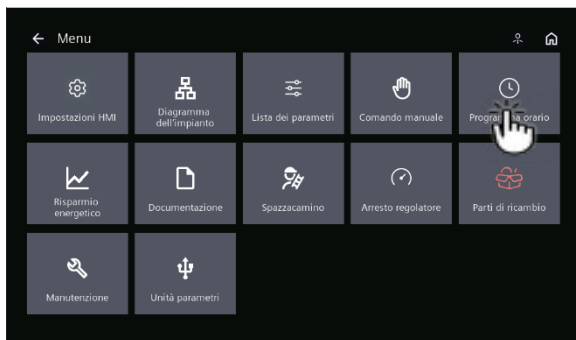 Menu
Impostazioni HMI
Diagramma
dell'impianto
Lista dei parametri
Comando manuale
Programma orario
Risparmio
energetico
Documentazione
Spazzacamino
Arresto regolatore
Parti di ricambio
Manutenzione
Unità parametri